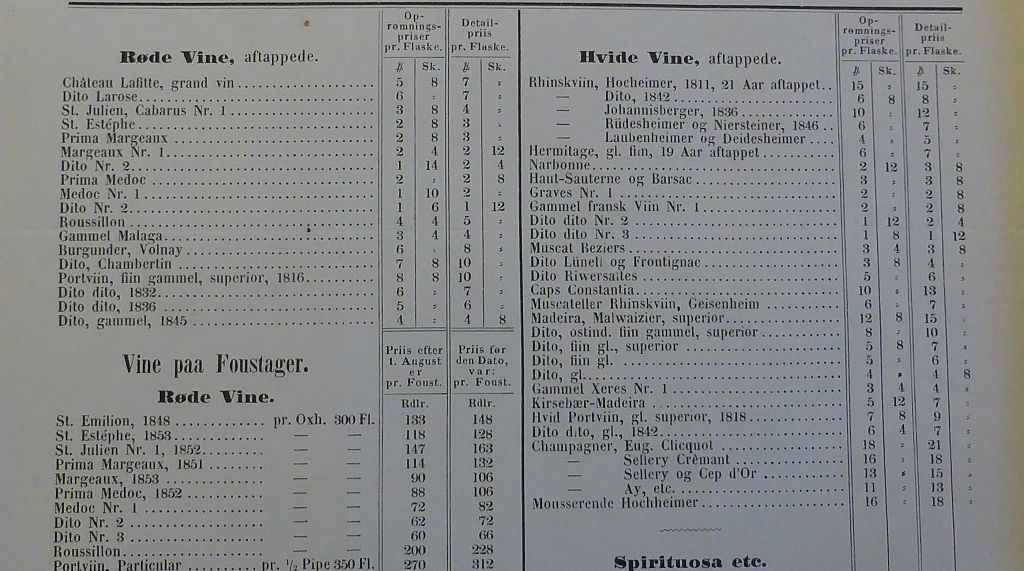 Røde Vine, aftappede.
Op-
rømnings-
priser
pr. Flaske.
Detail-
priis
pr. Flaske.
Sk. Sk.
Château Lafitte, grand vin 5 8 7 „
Dito Larose 6 „ 7 „
St. Julien, Cabarus Nr. 1 3 8 4 „
St. Estéphe 2 8 3 „
Prima Margeaux 2 8 3 „
Margeaux Nr. 1 2 4 2 12
Dito Nr. 2 1 14 2 4
Prima Medoc 2 „ 2 8
Medoc Nr. 1 1 10 2 „
Dito Nr. 2 1 6 1 12
Roussillon 4 4 5 „
Gammel Malaga 3 4 4 „
Burgunder, Volnay 6 „ 8 „
Dito, Chambertin 7 8 10 „
Portviin, fiin gammel, superior, 1816 8 8 10 „
Dito dito, 1832 6 „ 7 „
Dito dito, 1836 5 „ 6 „
Dito, gammel, 1845 4 „ 4 8
Vine paa Foustager.
Røde Vine.
Priis efter
1. August
er
pr. Foust.
Priis før
den Dato,
var:
pr. Foust.
Rdlr. Rdlr.
St. Emilion, 1848 pr. Oxh. 300 Fl. 133 148
St. Estéphe, 1853 — — 118 128
St. Julien Nr. 1, 1852 — — 147 163
Prima Margeaux, 1851 — — 114 132
Margeaux, 1853 — — 90 106
Prima Medoc, 1852 — — 88 106
Medoc Nr. 1 — — 72 82
Dito Nr. 2 — — 62 72
Dito Nr. 3 — — 60 66
Roussillon — — 200 228
Portviin, Particular pr. 1/2 Pipe 350 Fl. 270 312
Hvide Vine, aftappede.
Op-
rømnings-
priser
pr. Flaske.
Detail-
priis
pr. Flaske.
Sk. Sk.
Rhinskviin, Hocheimer, 1811, 21 Aar aftappet 15 „ 15 „
— Dito, 1842 6 8 8 „
— Johannisberger, 1836 10 „ 12 „
— Rüdesheimer og Niersteiner, 1846 6 „ 7 „
— Laubenheimer og Deidesheimer 4 „ 5 „
Hermitage, gl. fiin, 19 Aar aftappet 6 „ 7 „
Narbonne 2 12 3 8
Haut-Sauterne og Barsac 3 „ 3 8
Graves Nr. 1 2 „ 2 8
Gammel fransk Viin Nr. 1 2 „ 2 8
Dito dito Nr. 2 1 12 2 4
Dito dito Nr. 3 1 8 1 12
Muscat Beziers 3 4 3 8
Dito Lünell og Frontignac 3 8 4 „
Dito Riwersaltes 5 „ 6 „
Caps Constantia 10 „ 13 „
Muscateller Rhinskviin, Geisenheim 6 „ 7 „
Madeira, Malwaizier, superior 12 8 15 „
Dito, ostind. fiin gammel, superior 8 „ 10 „
Dito, fiin gl., superior 5 8 7 „
Dito, fiin gl. 5 „ 6 „
Dito, gl. 4 „ 4 8
Gammel Xeres Nr. 1 3 4 4 „
Kirsebær-Madeira 5 12 7 „
Hvid Portviin, gl. superior, 1818 7 8 9 „
Dito dito, gl., 1842 6 4 7 „
Champagner, Eug. Clicquot 18 „ 21 „
— Sellery Crêmant 16 „ 18 „
— Sellery og Cep d'Or 13 „ 15 „
— Ay, etc. 11 „ 13 „
Mousserende Hochheimer 16 „ 18 „
Spirituosa etc.